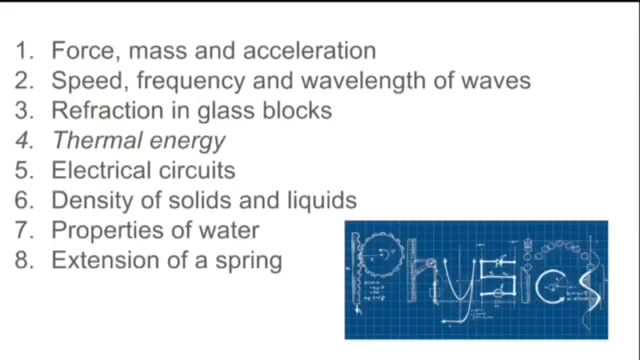 1. Force, mass and acceleration
2. Speed, frequency and wavelength of waves
3. Refraction in glass blocks
4. Thermal energy
5. Electrical circuits
6. Density of solids and liquids
7. Properties of water
8. Extension of a spring
Physics